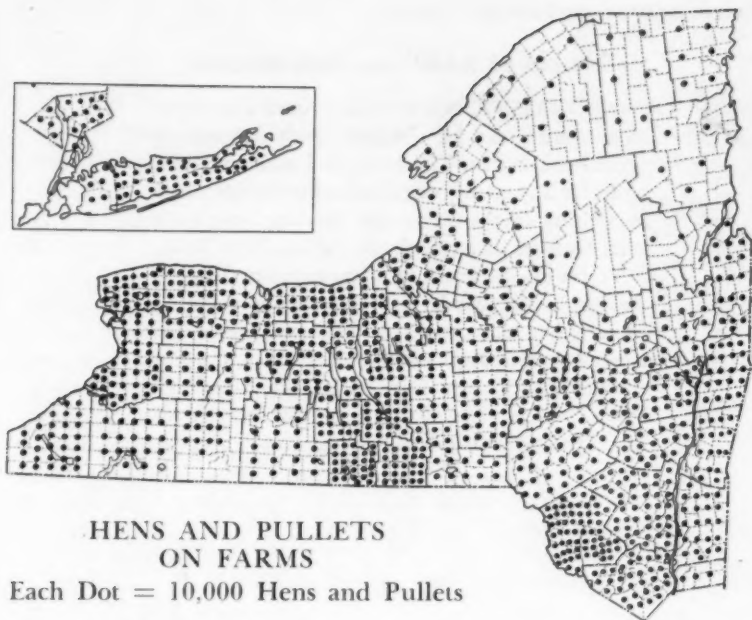 HENS AND PULLETS
ON FARMS
Each Dot = 10,000 Hens and Pullets